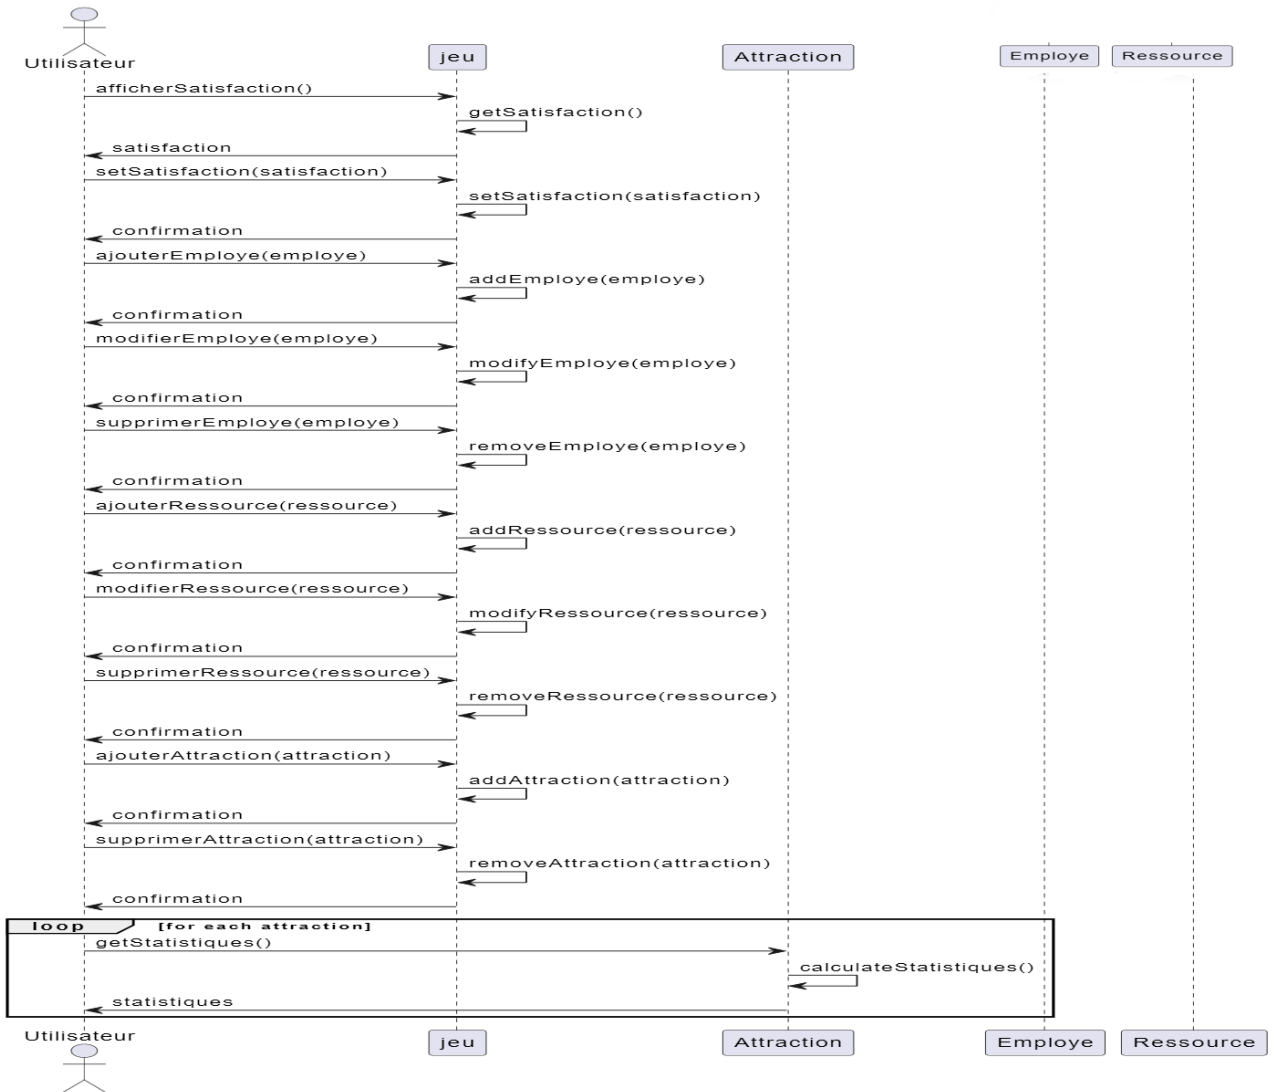 Utilisateur
jeu
Attraction
Employe
Ressource
afficherSatisfaction()
getSatisfaction()
satisfaction
setSatisfaction(satisfaction)
setSatisfaction(satisfaction)
confirmation
ajouterEmploye(employe)
addEmploye(employe)
confirmation
modifierEmploye(employe)
modifyEmploye(employe)
confirmation
supprimerEmploye(employe)
removeEmploye(employe)
confirmation
ajouterRessource(ressource)
addRessource(ressource)
confirmation
modifierRessource(ressource)
modifyRessource(ressource)
confirmation
supprimerRessource(ressource)
removeRessource(ressource)
confirmation
ajouterAttraction(attraction)
addAttraction(attraction)
confirmation
supprimerAttraction(attraction)
removeAttraction(attraction)
confirmation
loop [for each attraction]
getStatistiques()
calculateStatistiques()
statistiques
Utilisateur
jeu
Attraction
Employe
Ressource